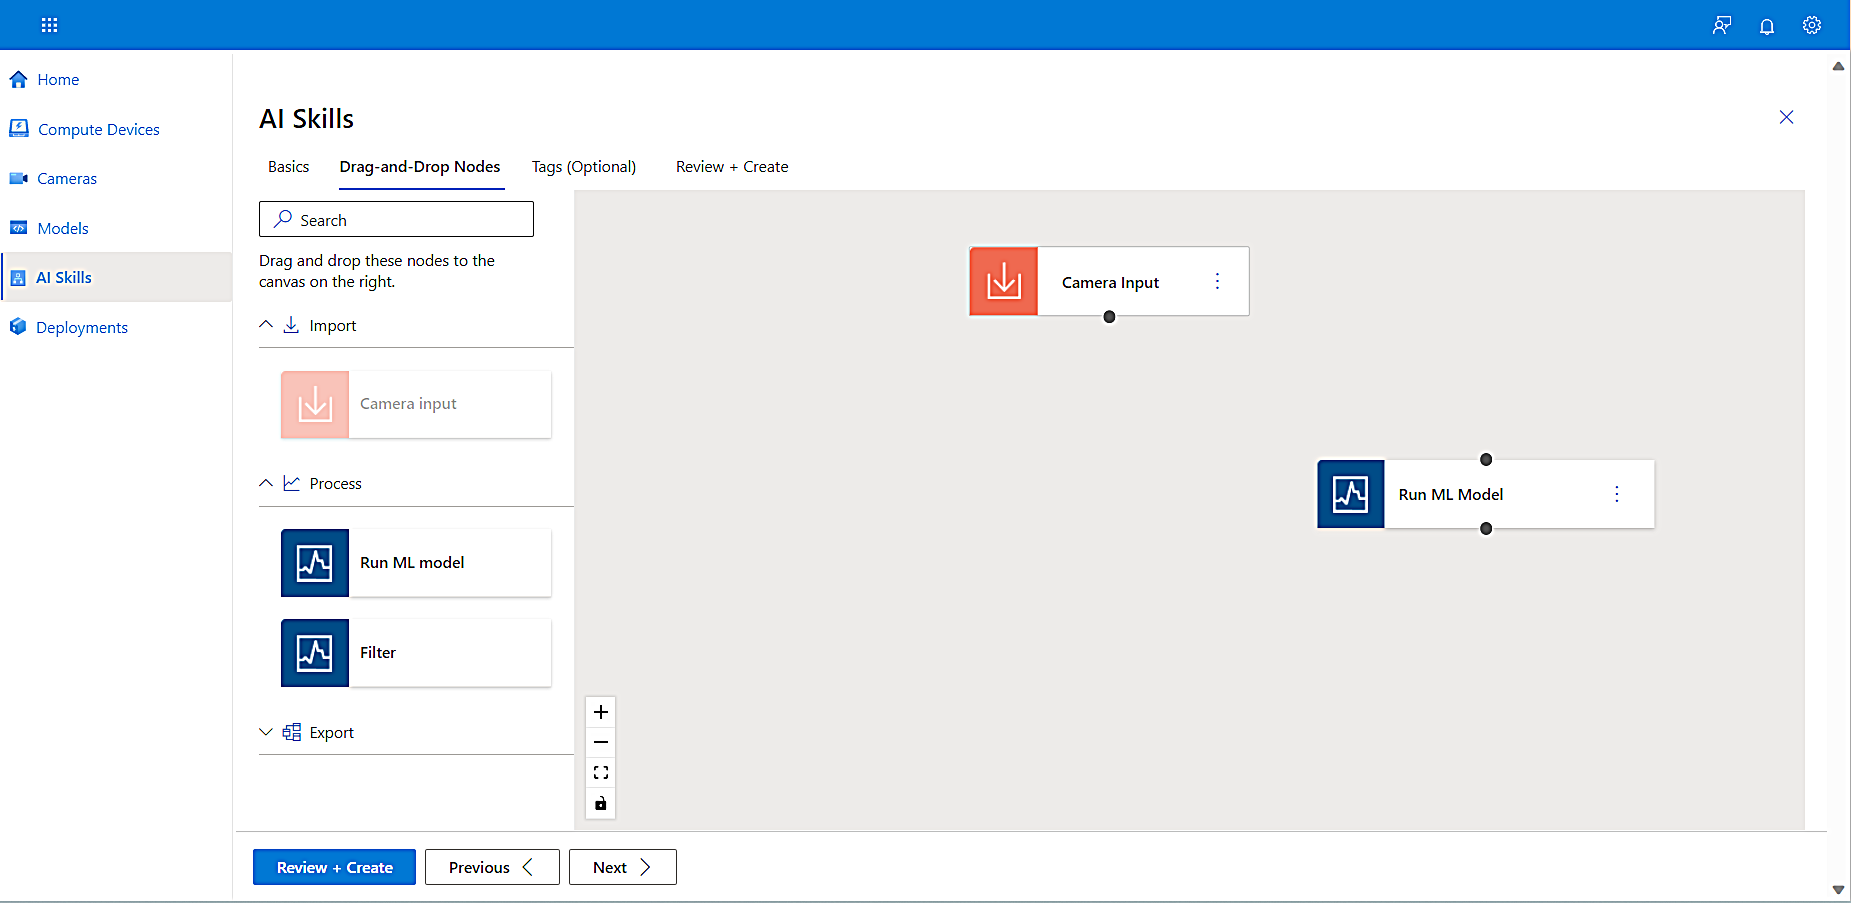 Home
Compute Devices
Cameras
Models
AI Skills
Deployments
AI Skills
Basics
Drag-and-Drop Nodes
Tags (Optional)
Review + Create
Search
Drag and drop these nodes to the
canvas on the right.
Import
Camera input
Process
Run ML model
Filter
Export
Camera Input
Run ML Model
Review + Create
Previous
Next